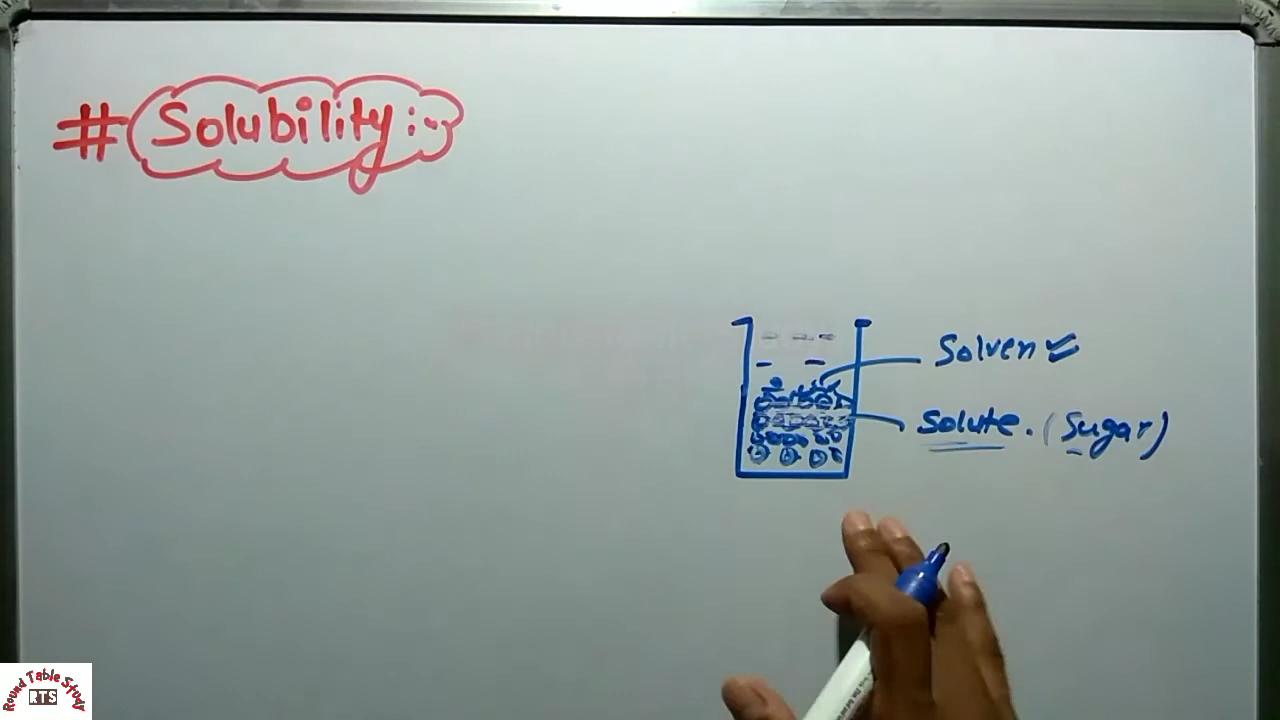 # Solubility :-
Solvent
Solute. (Sugar)
Round Table Study
RTS